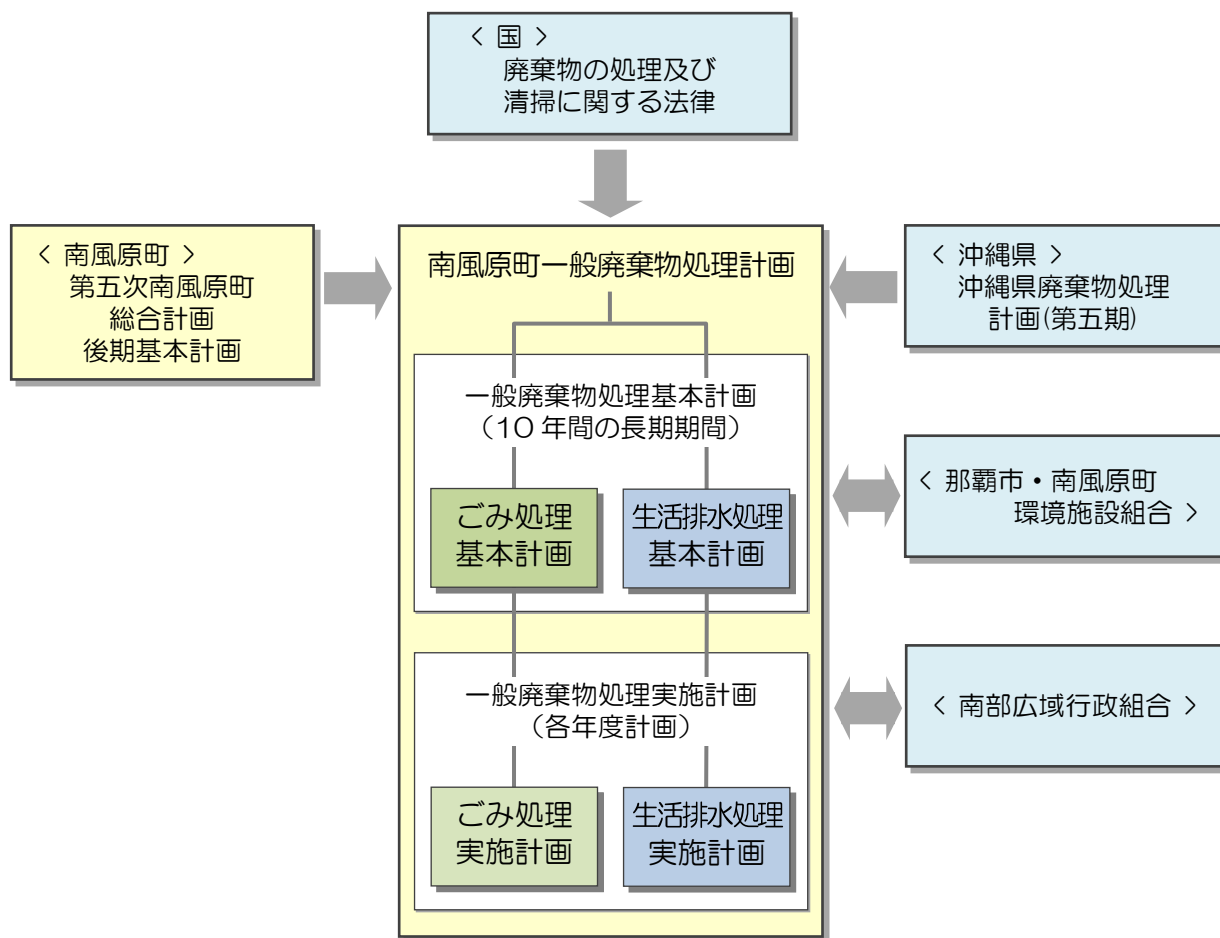 < 国 >
廃棄物の処理及び
清掃に関する法律
< 南風原町 >
第五次南風原町
総合計画
後期基本計画
南風原町一般廃棄物処理計画
< 沖縄県 >
沖縄県廃棄物処理
計画(第五期)
一般廃棄物処理基本計画
（10 年間の長期期間）
ごみ処理
基本計画
生活排水処理
基本計画
< 那覇市・南風原町
環境施設組合 >
一般廃棄物処理実施計画
（各年度計画）
ごみ処理
実施計画
生活排水処理
実施計画
< 南部広域行政組合 >